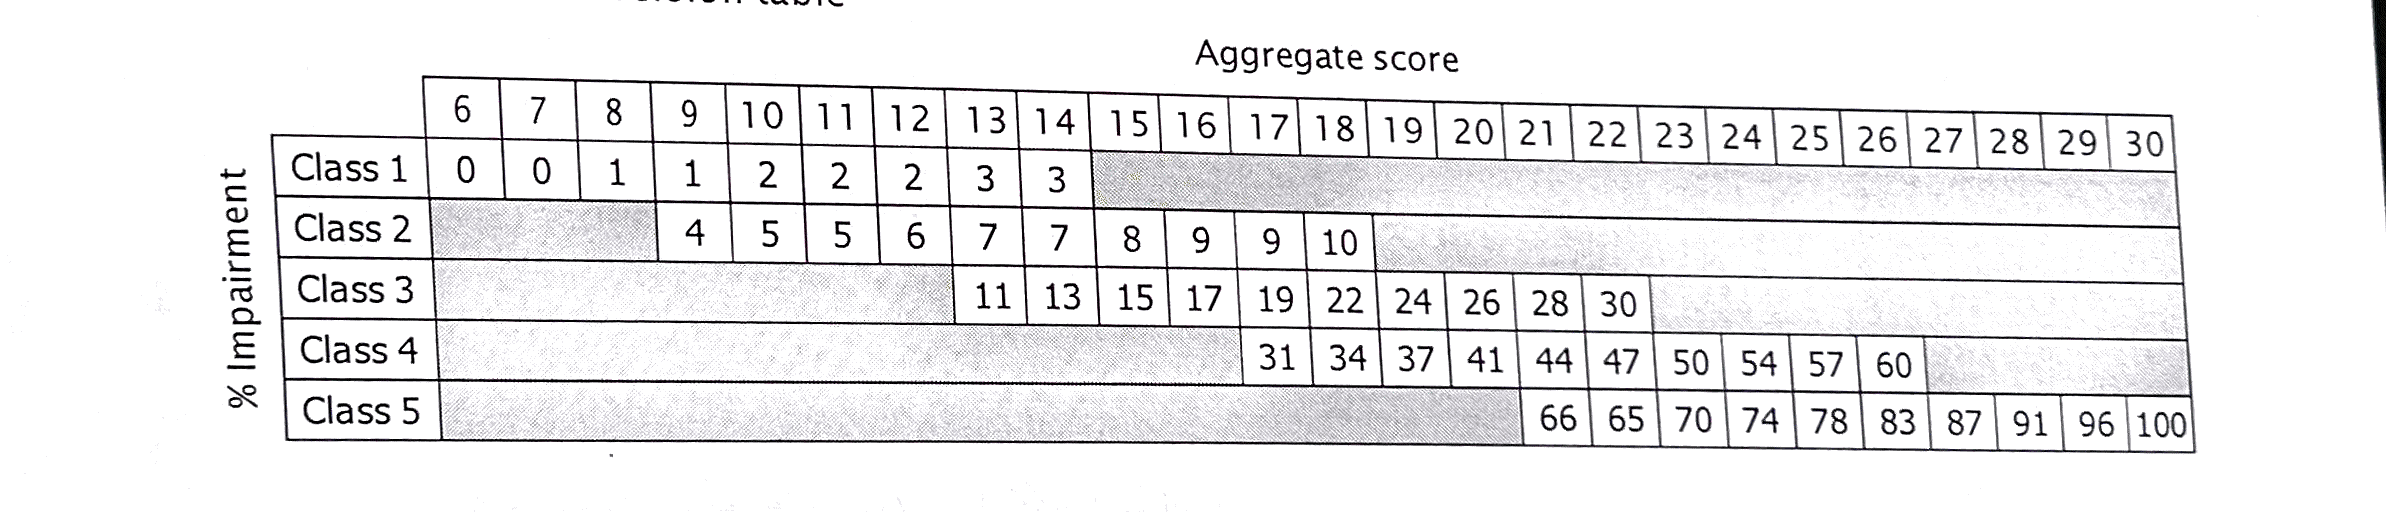 table
Aggregate score
6 7 8 9 10 11 12 13 14 15 16 17 18 19 20 21 22 23 24 25 26 27 28 29 30
% Impairment
Class 1 0 0 1 1 2 2 2 3 3
Class 2 4 5 5 6 7 7 8 9 9 10
Class 3 11 13 15 17 19 22 24 26 28 30
Class 4 31 34 37 41 44 47 50 54 57 60
Class 5 66 65 70 74 78 83 87 91 96 100